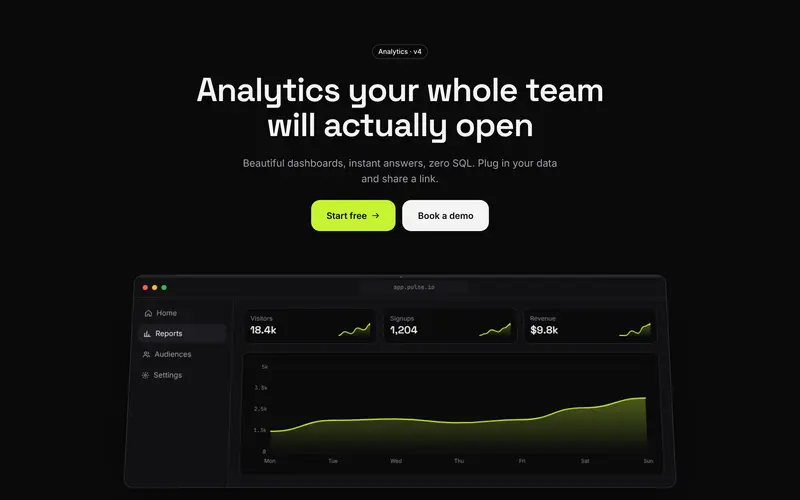 Analytics · v4
Analytics your whole team
will actually open
Beautiful dashboards, instant answers, zero SQL. Plug in your data
and share a link.
Start free →
Book a demo
app.pulse.io
Home
Reports
Audiences
Settings
Visitors
18.4k
Signups
1,204
Revenue
$9.8k
5k
3.8k
2.5k
1.3k
0
Mon Tue Wed Thu Fri Sat Sun